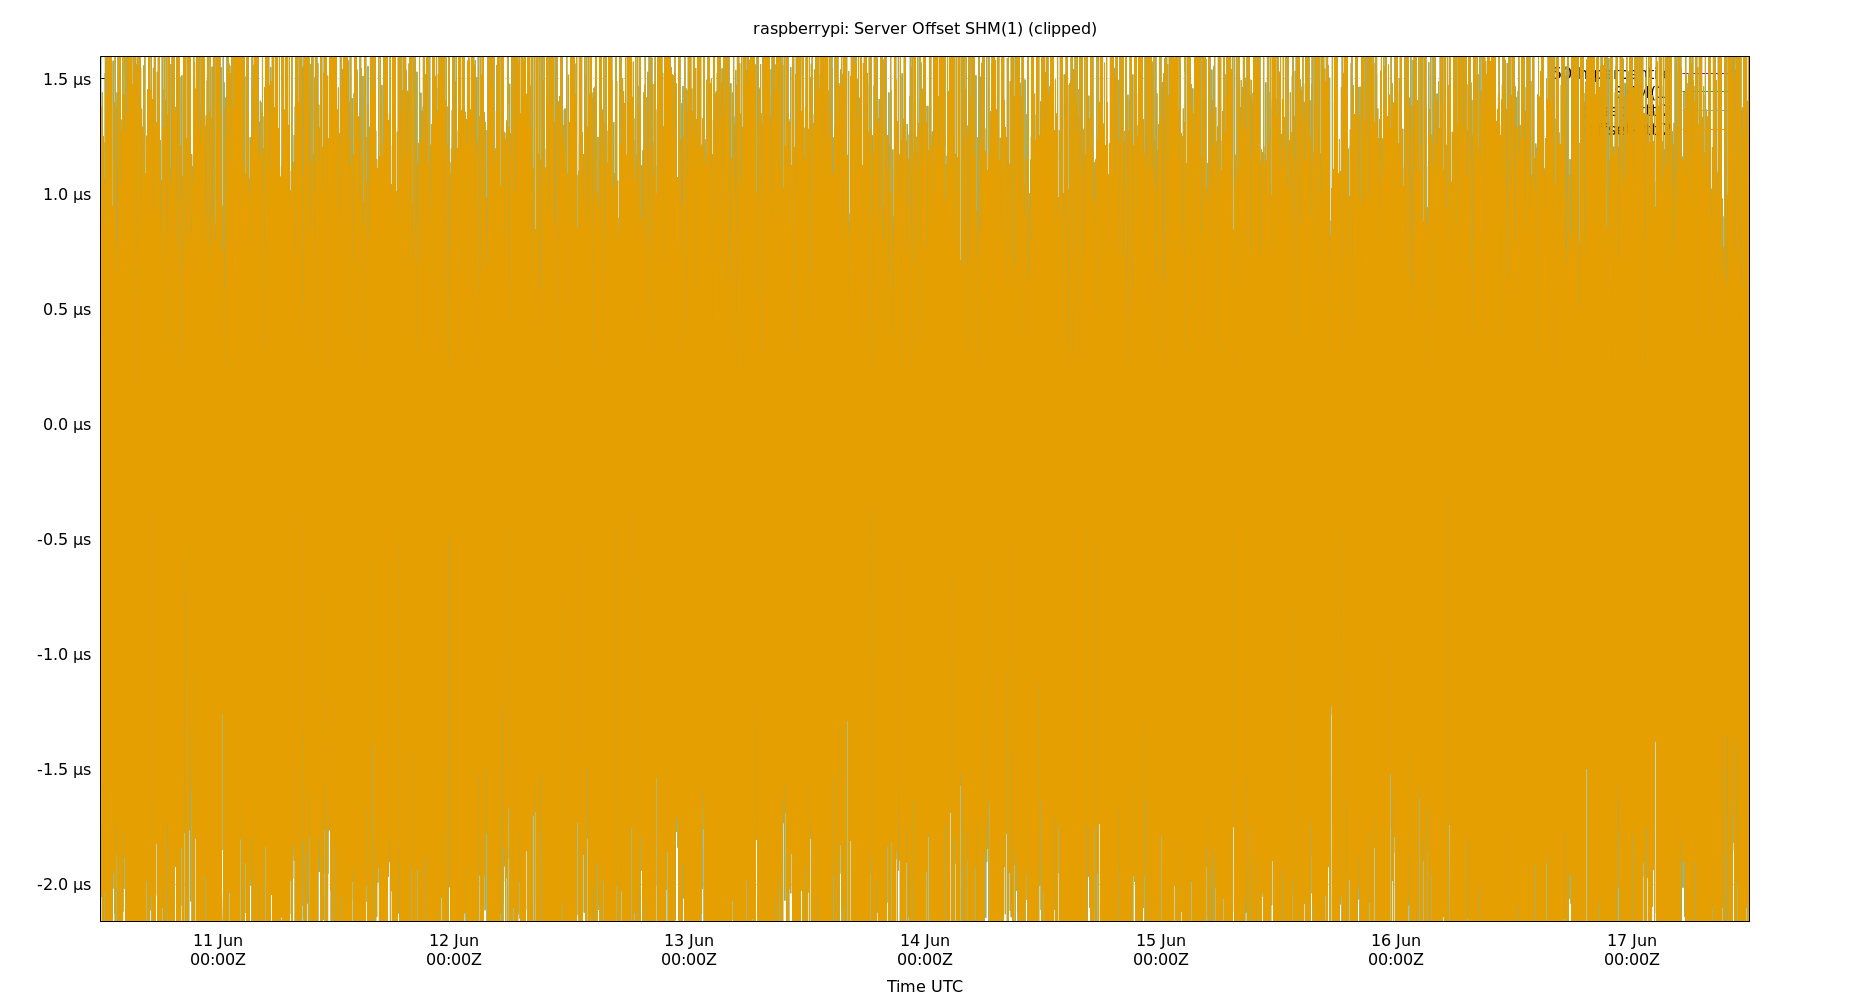 raspberrypi: Server Offset SHM(1) (clipped)
1.5 µs
1.0 µs
0.5 µs
0.0 µs
-0.5 µs
-1.0 µs
-1.5 µs
-2.0 µs
11 Jun 12 Jun 13 Jun 14 Jun 15 Jun 16 Jun 17 Jun
00:00Z 00:00Z 00:00Z 00:00Z 00:00Z 00:00Z 00:00Z
Time UTC